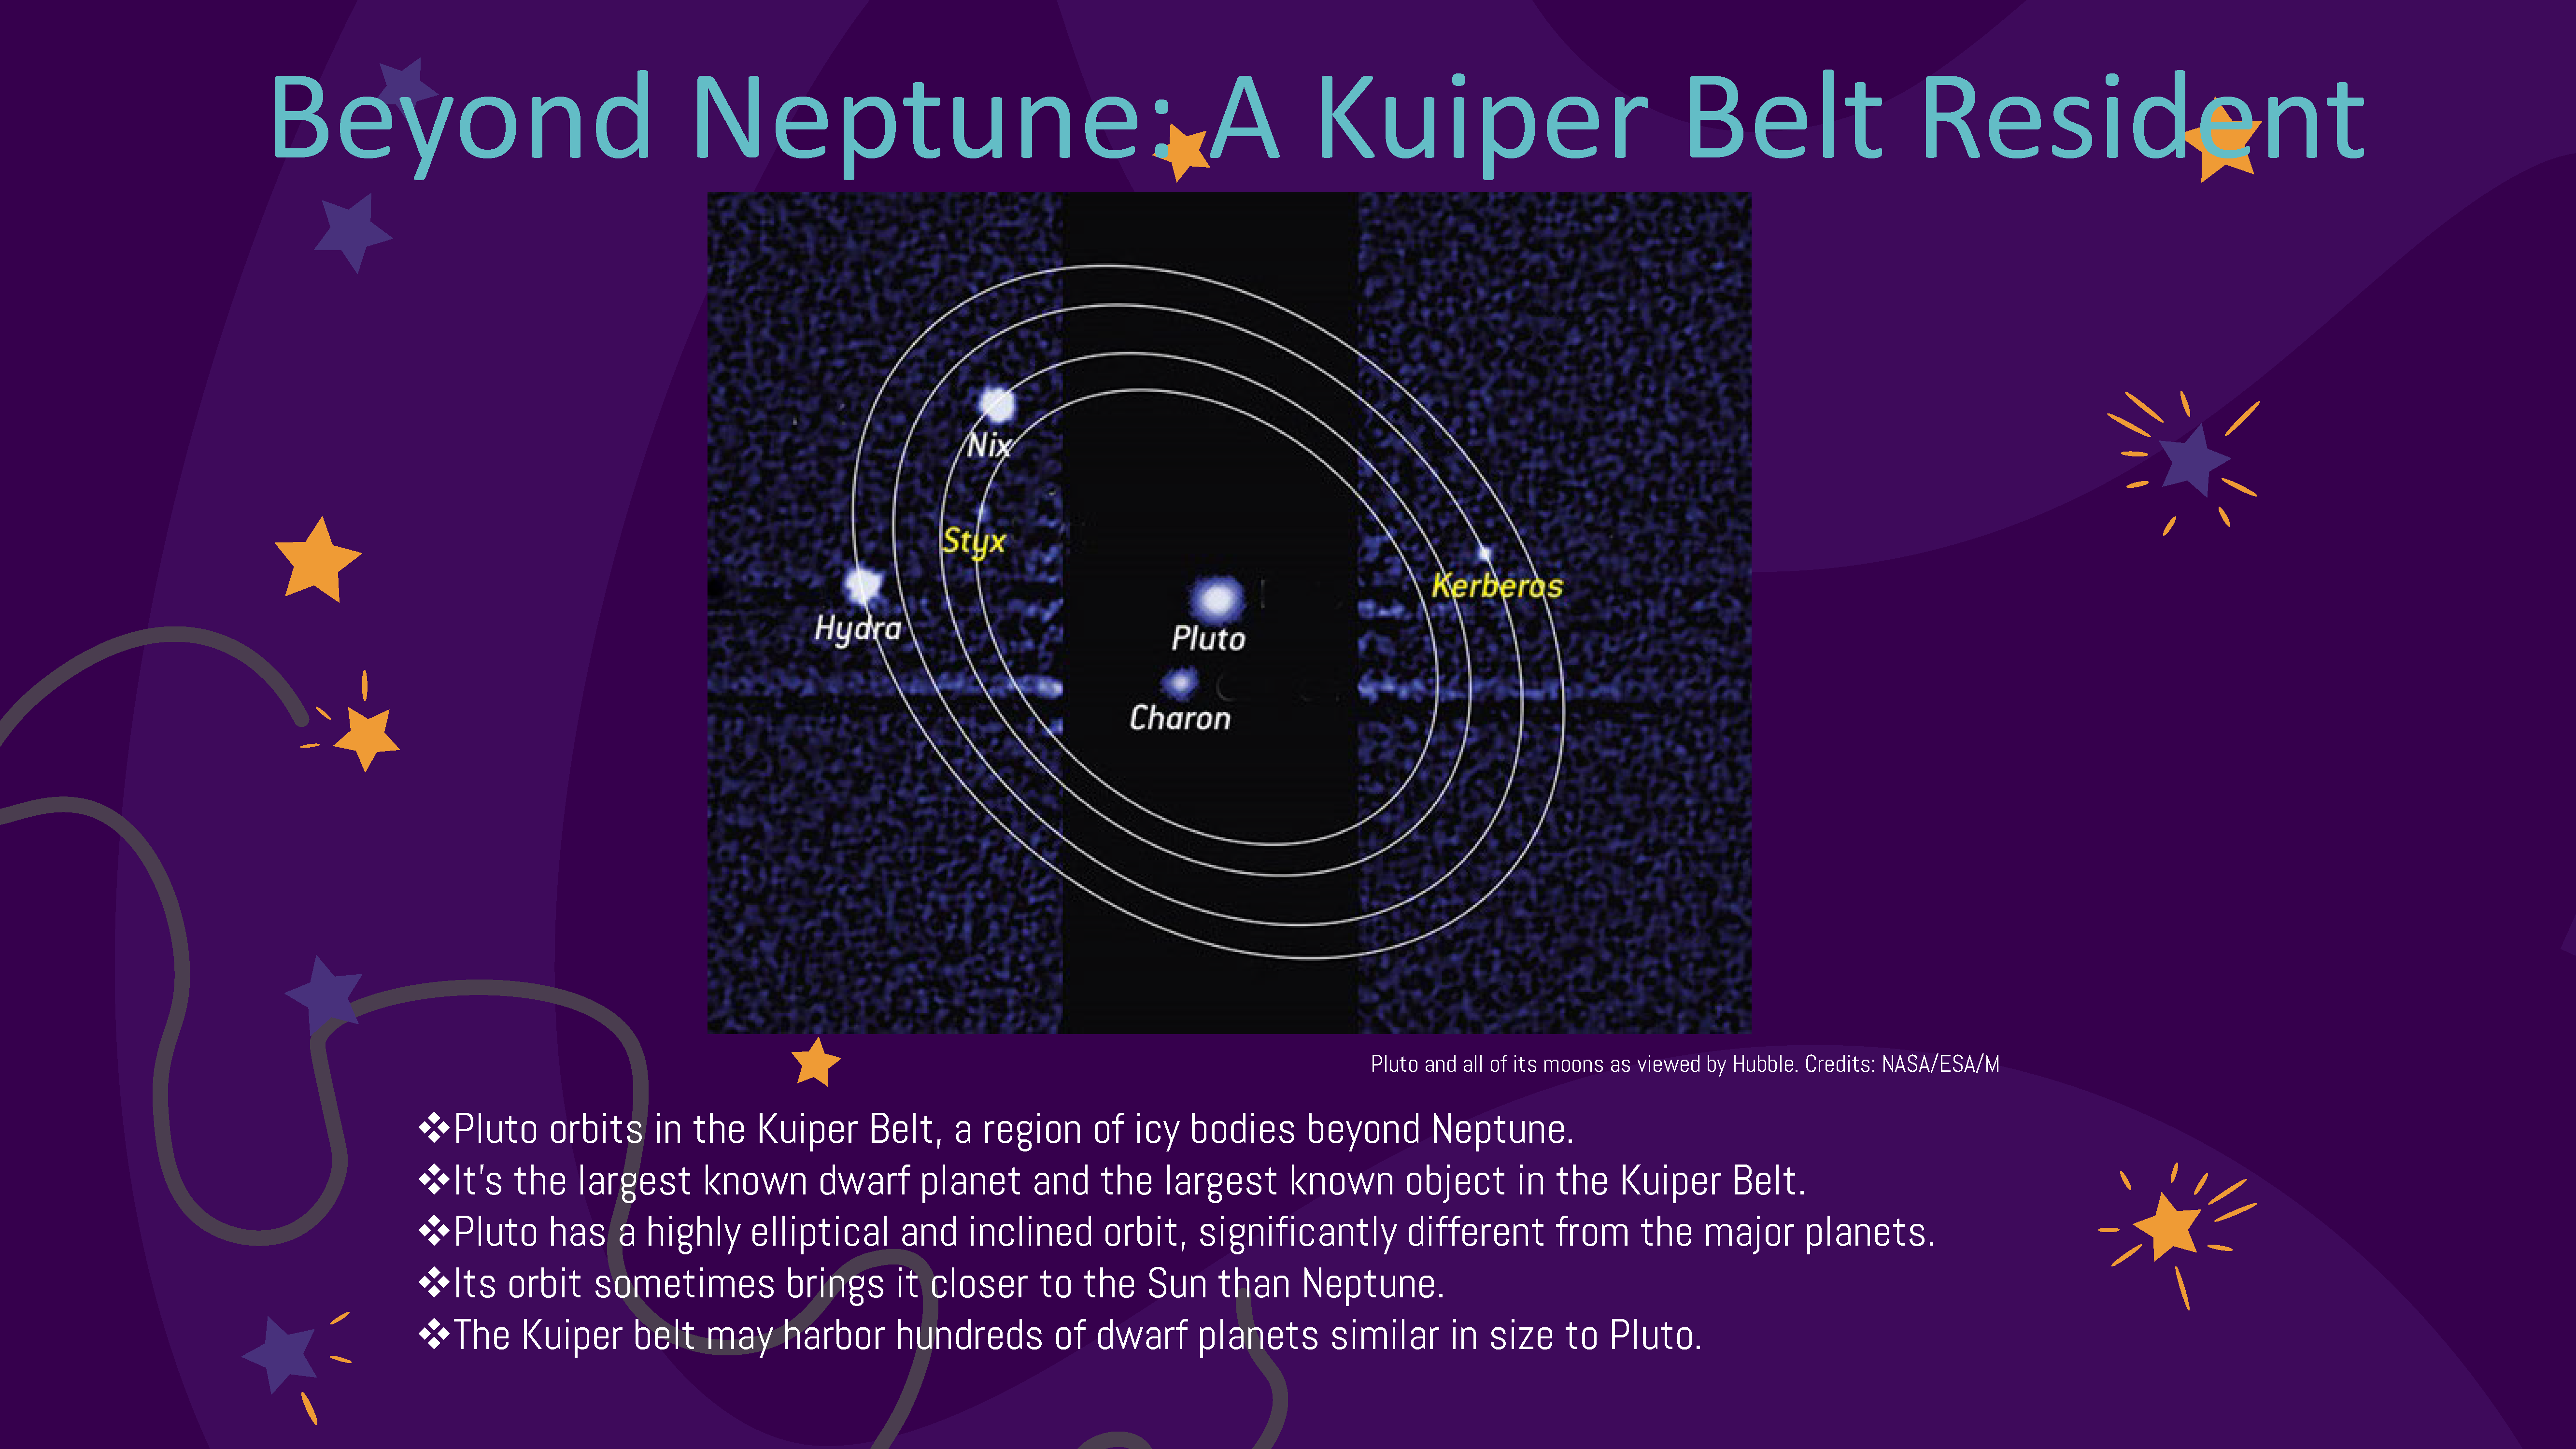 Beyond Neptune: A Kuiper Belt Resident
Nix
Styx
Hydra
Kerberos
Pluto
Charon
Pluto and all of its moons as viewed by Hubble. Credits: NASA/ESA/M
❖Pluto orbits in the Kuiper Belt, a region of icy bodies beyond Neptune.
❖It's the largest known dwarf planet and the largest known object in the Kuiper Belt.
❖Pluto has a highly elliptical and inclined orbit, significantly different from the major planets.
❖Its orbit sometimes brings it closer to the Sun than Neptune.
❖The Kuiper belt may harbor hundreds of dwarf planets similar in size to Pluto.